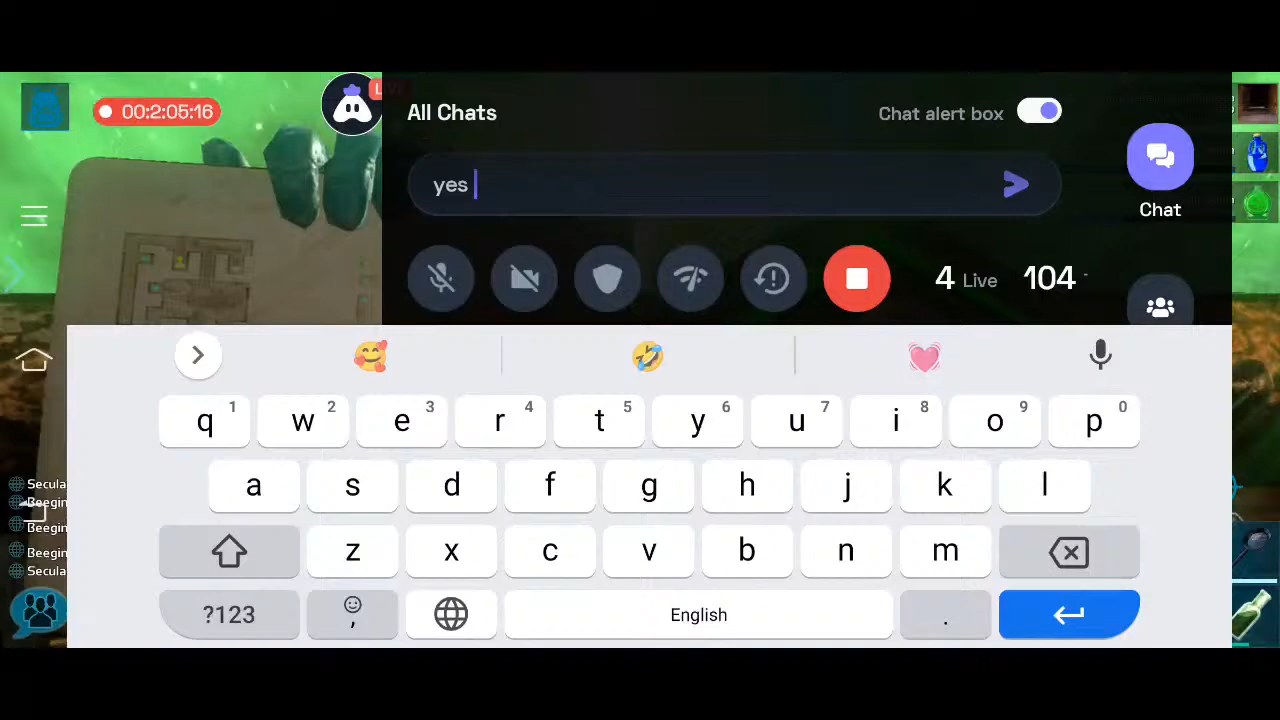 00:2:05:16
All Chats
Chat alert box
yes
Chat
4 Live 104
q 1 w 2 e 3 r 4 t 5 y 6 u 7 i 8 o 9 p 0
a s d f g h j k l
z x c v b n m
?123 , English .
Secula
Beegin
Beegin
Beegin
Secula